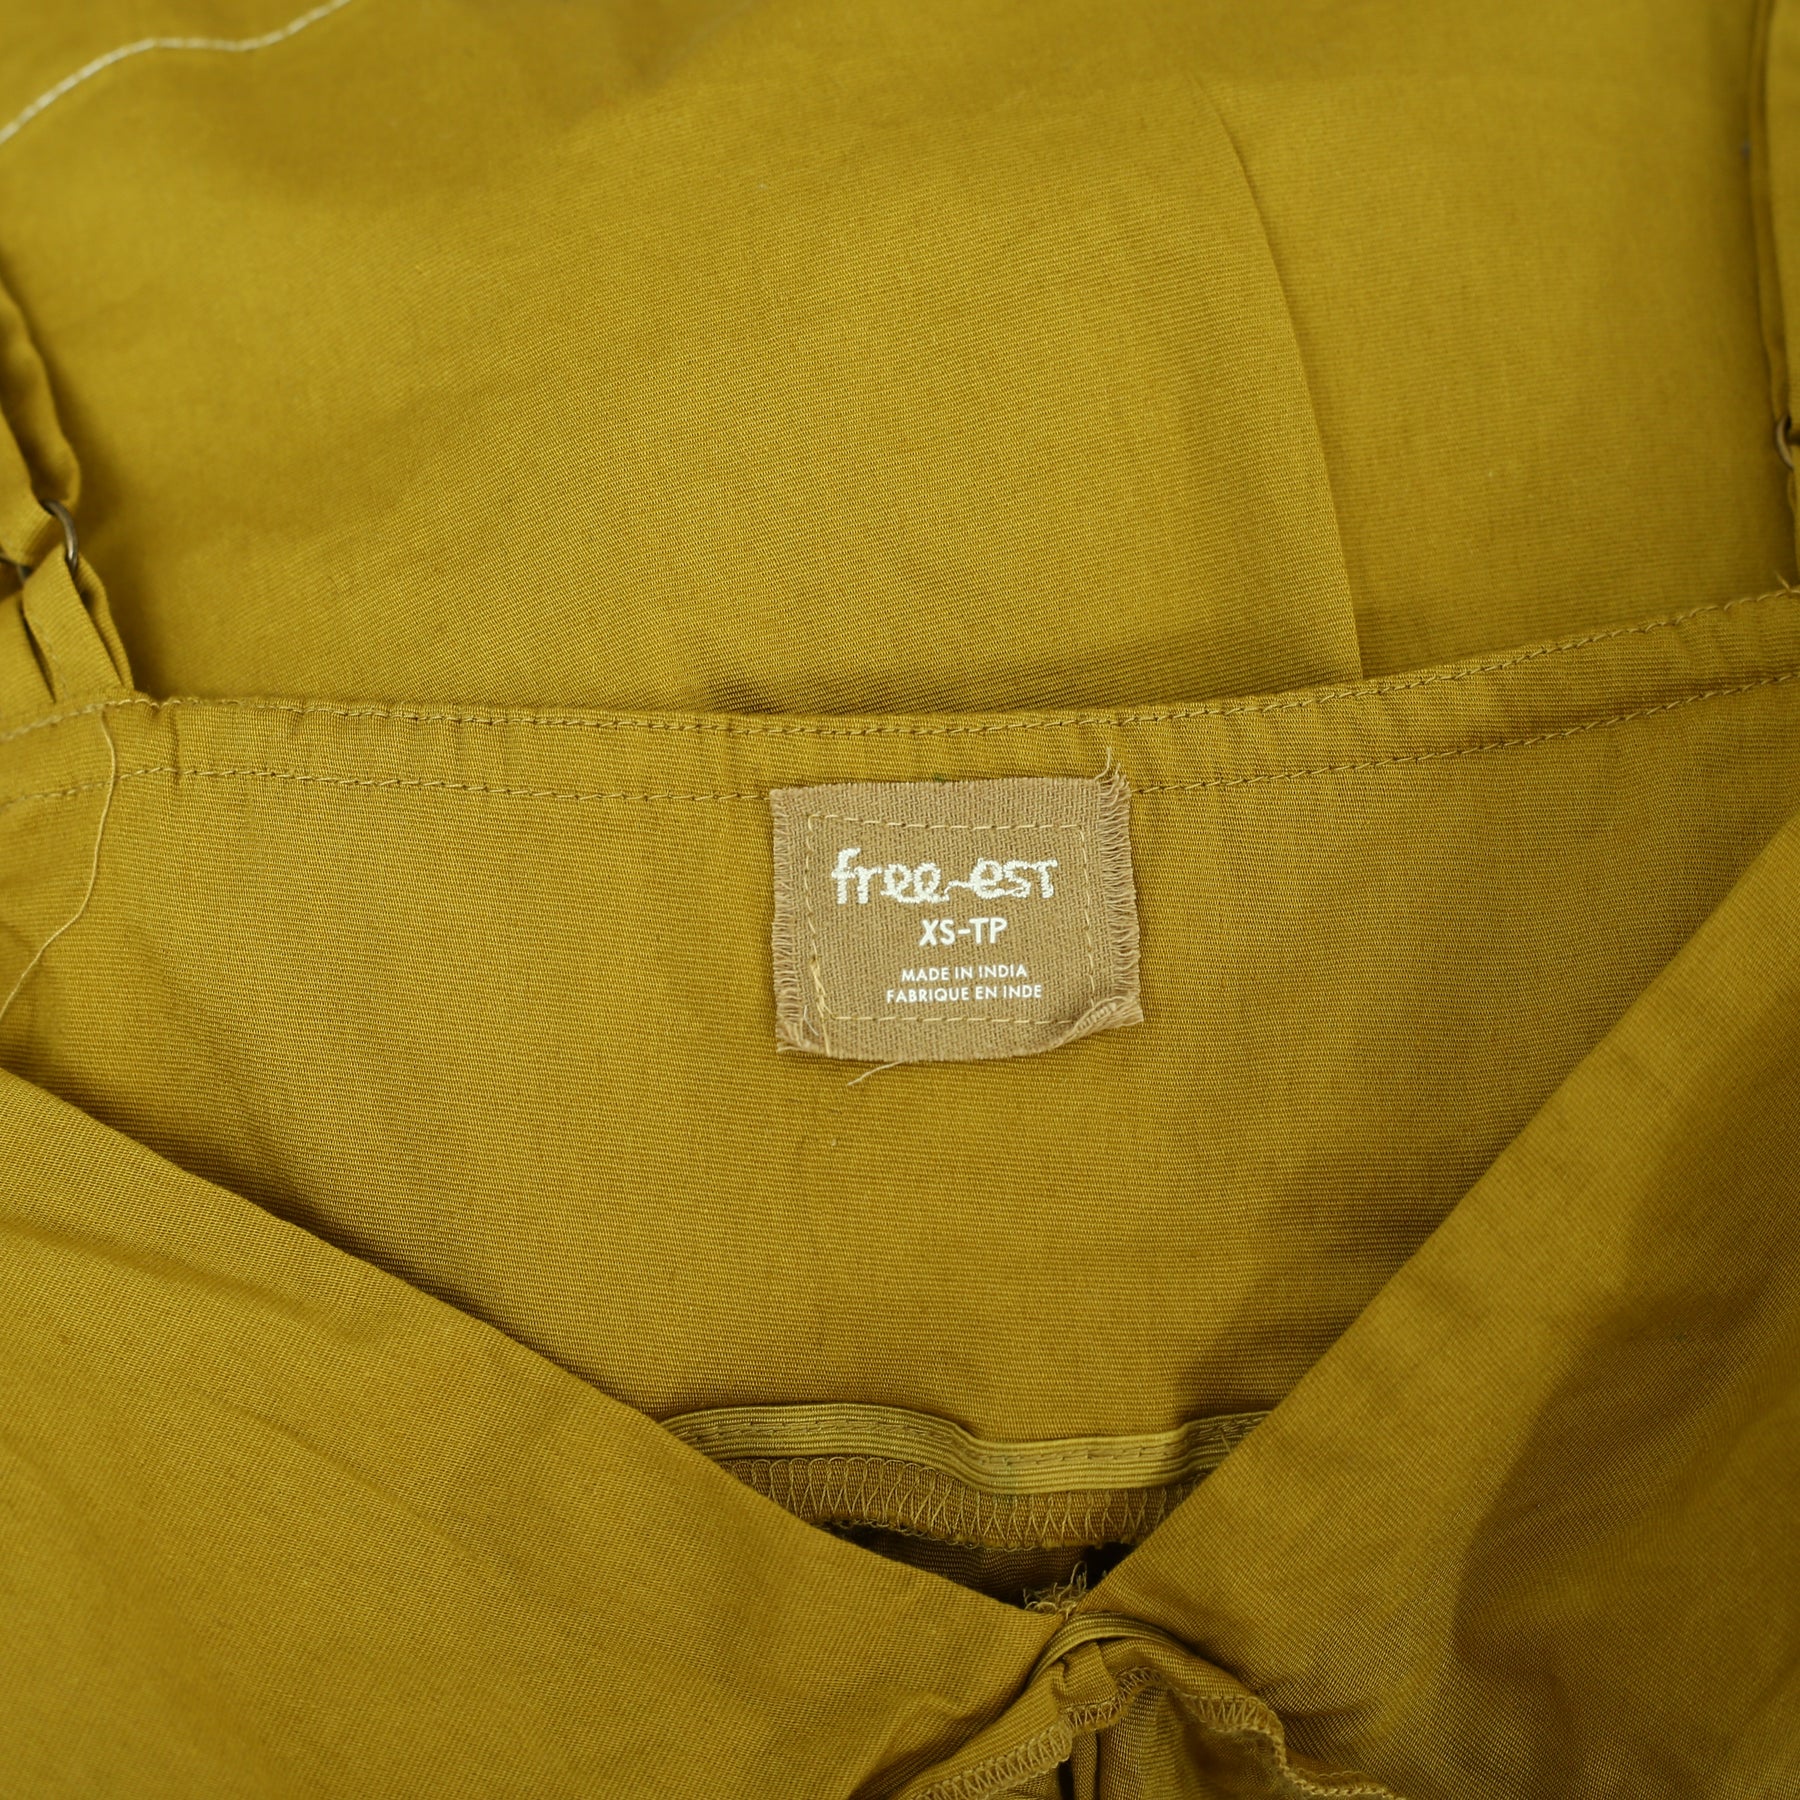 free-est
XS-TP
MADE IN INDIA
FABRIQUE EN INDE